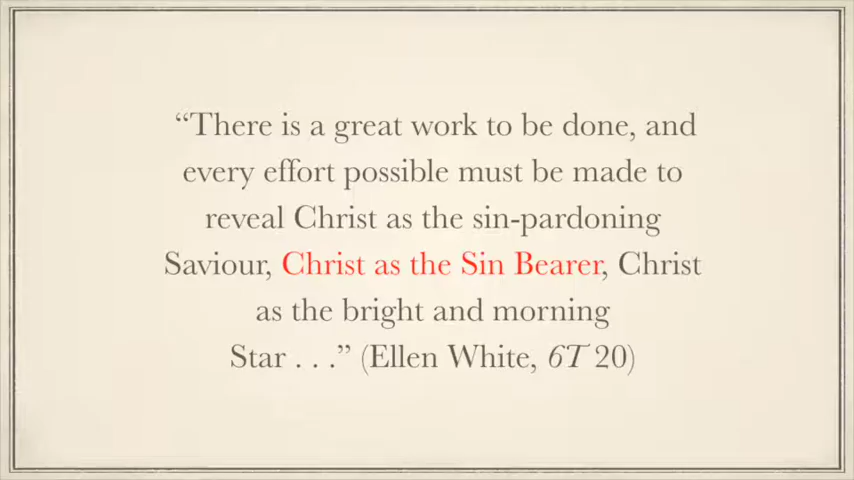 “There is a great work to be done, and
every effort possible must be made to
reveal Christ as the sin-pardoning
Saviour, Christ as the Sin Bearer, Christ
as the bright and morning
Star . . .” (Ellen White, 6T 20)